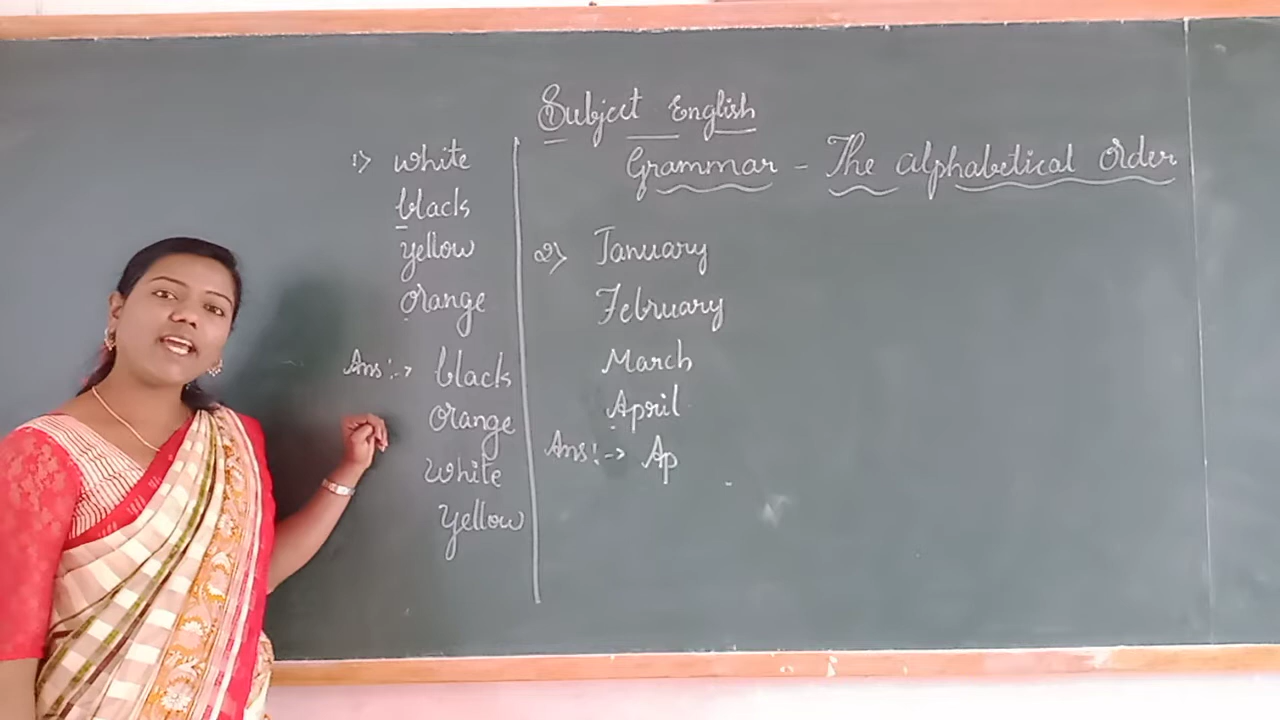 Subject English
Grammar - The alphabetical Order
1) white
black
yellow
orange
Ans:-> black
orange
white
yellow
2) January
February
March
April
Ans:-> Ap